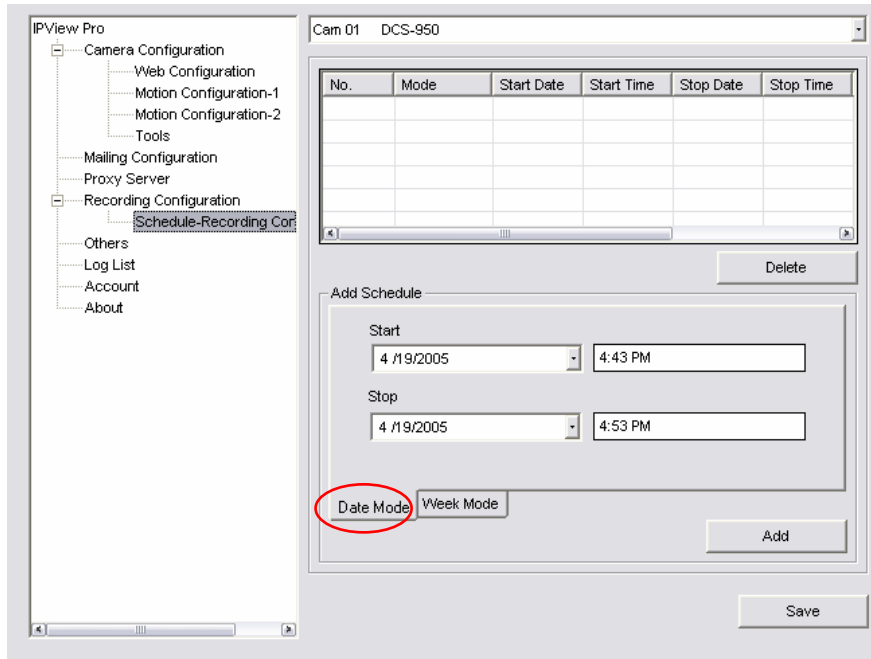 IPView Pro
Camera Configuration
Web Configuration
Motion Configuration-1
Motion Configuration-2
Tools
Mailing Configuration
Proxy Server
Recording Configuration
Schedule-Recording Con
Others
Log List
Account
About
Cam 01 DCS-950
No. Mode Start Date Start Time Stop Date Stop Time
Delete
Add Schedule
Start
4 /19/2005 4:43 PM
Stop
4 /19/2005 4:53 PM
Date Mode Week Mode
Add
Save